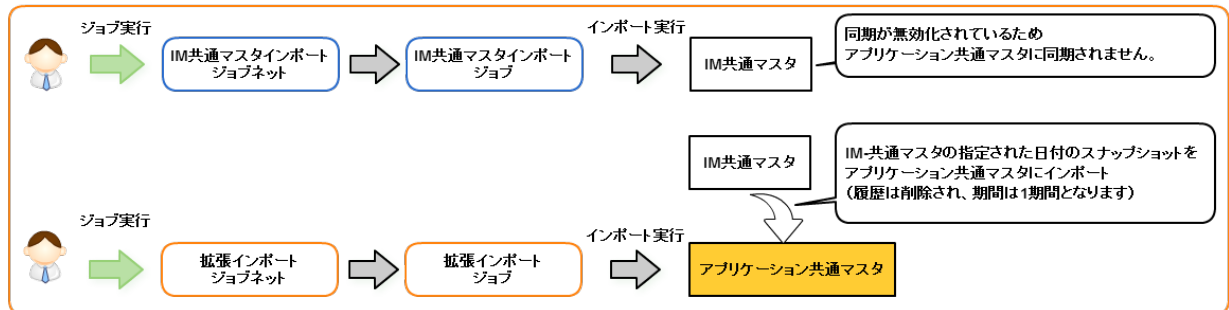 ジョブ実行
IM共通マスタインポート
ジョブネット
IM共通マスタインポート
ジョブ
インポート実行
IM共通マスタ
同期が無効化されているため
アプリケーション共通マスタに同期されません。
IM共通マスタ
IM-共通マスタの指定された日付のスナップショットを
アプリケーション共通マスタにインポート
（履歴は削除され、期間は1期間となります）
ジョブ実行
拡張インポート
ジョブネット
拡張インポート
ジョブ
インポート実行
アプリケーション共通マスタ